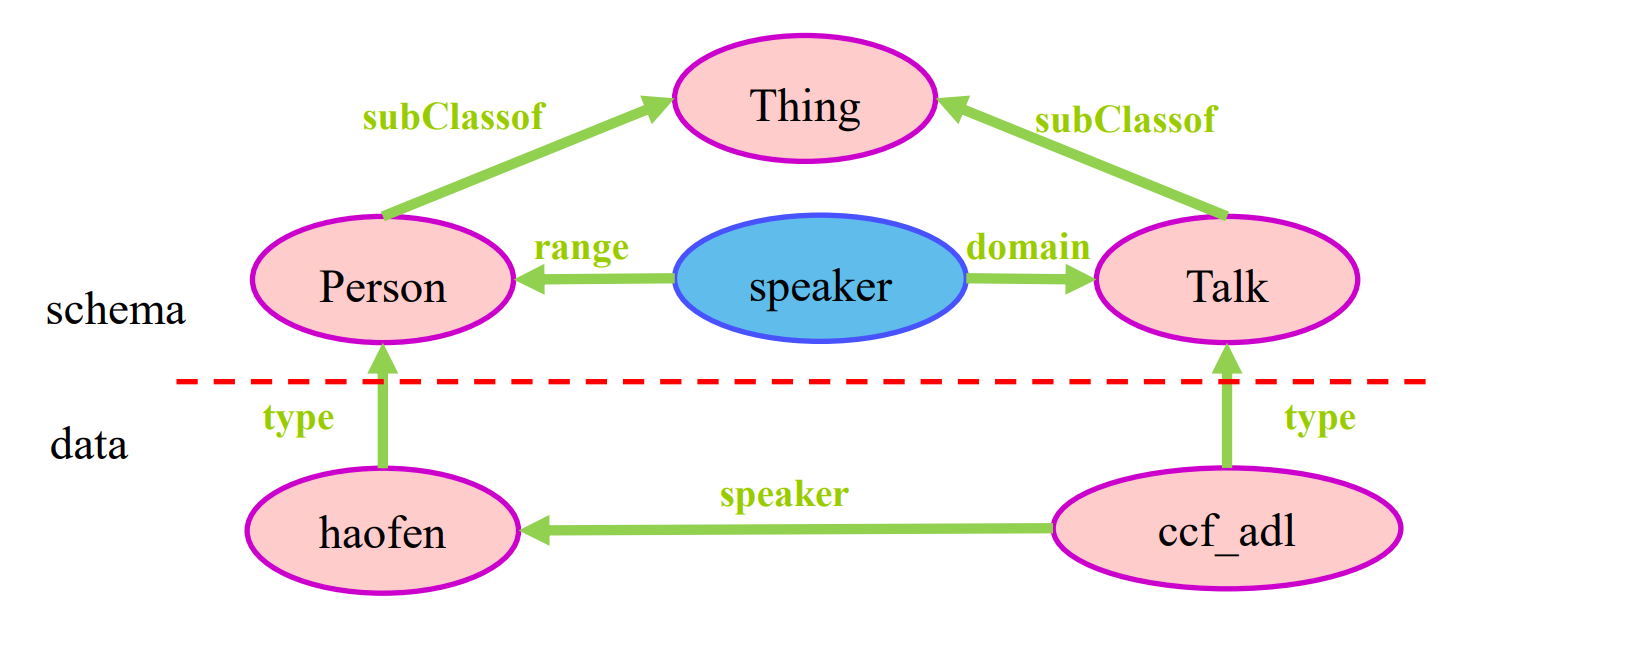 Thing
subClassof
subClassof
range
domain
Person
speaker
Talk
schema
type
type
data
speaker
haofen
ccf_adl